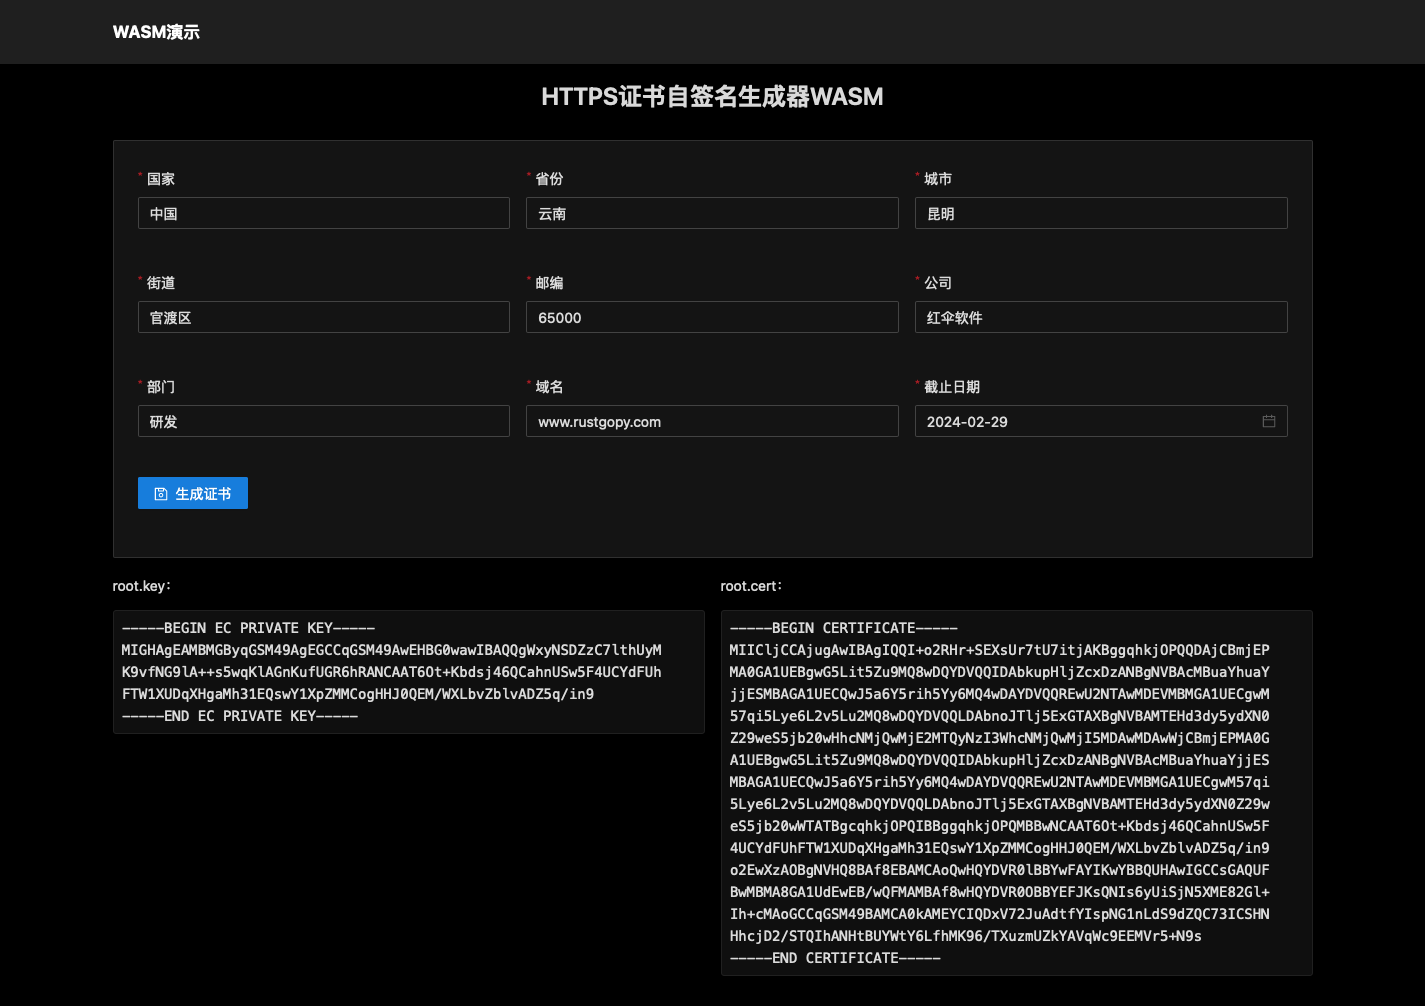 WASM演示
HTTPS证书自签名生成器WASM
* 国家
中国
* 省份
云南
* 城市
昆明
* 街道
官渡区
* 邮编
65000
* 公司
红伞软件
* 部门
研发
* 域名
www.rustgopy.com
* 截止日期
2024-02-29
生成证书
root.key：
-----BEGIN EC PRIVATE KEY-----
MIGHAgEAMBMGByqGSM49AgEGCCqGSM49AwEHBG0wawIBAQQgWxyNSDZzC7lthUyM
K9vfNG9lA++s5wqKlAGnKufUGR6hRANCAAT6Ot+Kbdsj46QCahnUSw5F4UCYdFUh
FTW1XUDqXHgaMh31EQswY1XpZMMCogHHJ0QEM/WXLbvZblvADZ5q/in9
-----END EC PRIVATE KEY-----
root.cert：
-----BEGIN CERTIFICATE-----
MIICljCCAjugAwIBAgIQQI+o2RHr+SEXsUr7tU7itjAKBggqhkjOPQQDAjCBmjEP
MA0GA1UEBgwG5Lit5Zu9MQ8wDQYDVQQIDAbkupHljZcxDzANBgNVBAcMBuaYhuaY
jjESMBAGA1UECQwJ5a6Y5rih5Yy6MQ4wDAYDVQQREwU2NTAwMDEVMBMGA1UECgwM
57qi5Lye6L2v5Lu2MQ8wDQYDVQQLDAbnoJTlj5ExGTAXBgNVBAMTEHd3dy5ydXN0
Z29weS5jb20wHhcNMjQwMjE2MTQyNzI3WhcNMjQwMjI5MDAwMDAwWjCBmjEPMA0G
A1UEBgwG5Lit5Zu9MQ8wDQYDVQQIDAbkupHljZcxDzANBgNVBAcMBuaYhuaYjjES
MBAGA1UECQwJ5a6Y5rih5Yy6MQ4wDAYDVQQREwU2NTAwMDEVMBMGA1UECgwM57qi
5Lye6L2v5Lu2MQ8wDQYDVQQLDAbnoJTlj5ExGTAXBgNVBAMTEHd3dy5ydXN0Z29w
eS5jb20wWTATBgcqhkjOPQIBBggqhkjOPQMBBwNCAAT6Ot+Kbdsj46QCahnUSw5F
4UCYdFUhFTW1XUDqXHgaMh31EQswY1XpZMMCogHHJ0QEM/WXLbvZblvADZ5q/in9
o2EwXzAOBgNVHQ8BAf8EBAMCAoQwHQYDVR0lBBYwFAYIKwYBBQUHAwIGCCsGAQUF
BwMBMA8GA1UdEwEB/wQFMAMBAf8wHQYDVR0OBBYEFJKsQNIs6yUiSjN5XME82Gl+
Ih+cMAoGCCqGSM49BAMCA0kAMEYCIQDxV72JuAdtfYIspNG1nLdS9dZQC73ICSHN
HhcjD2/STQIhANHtBUYWtY6LfhMK96/TXuzmUZkYAVqWc9EEMVr5+N9s
-----END CERTIFICATE-----